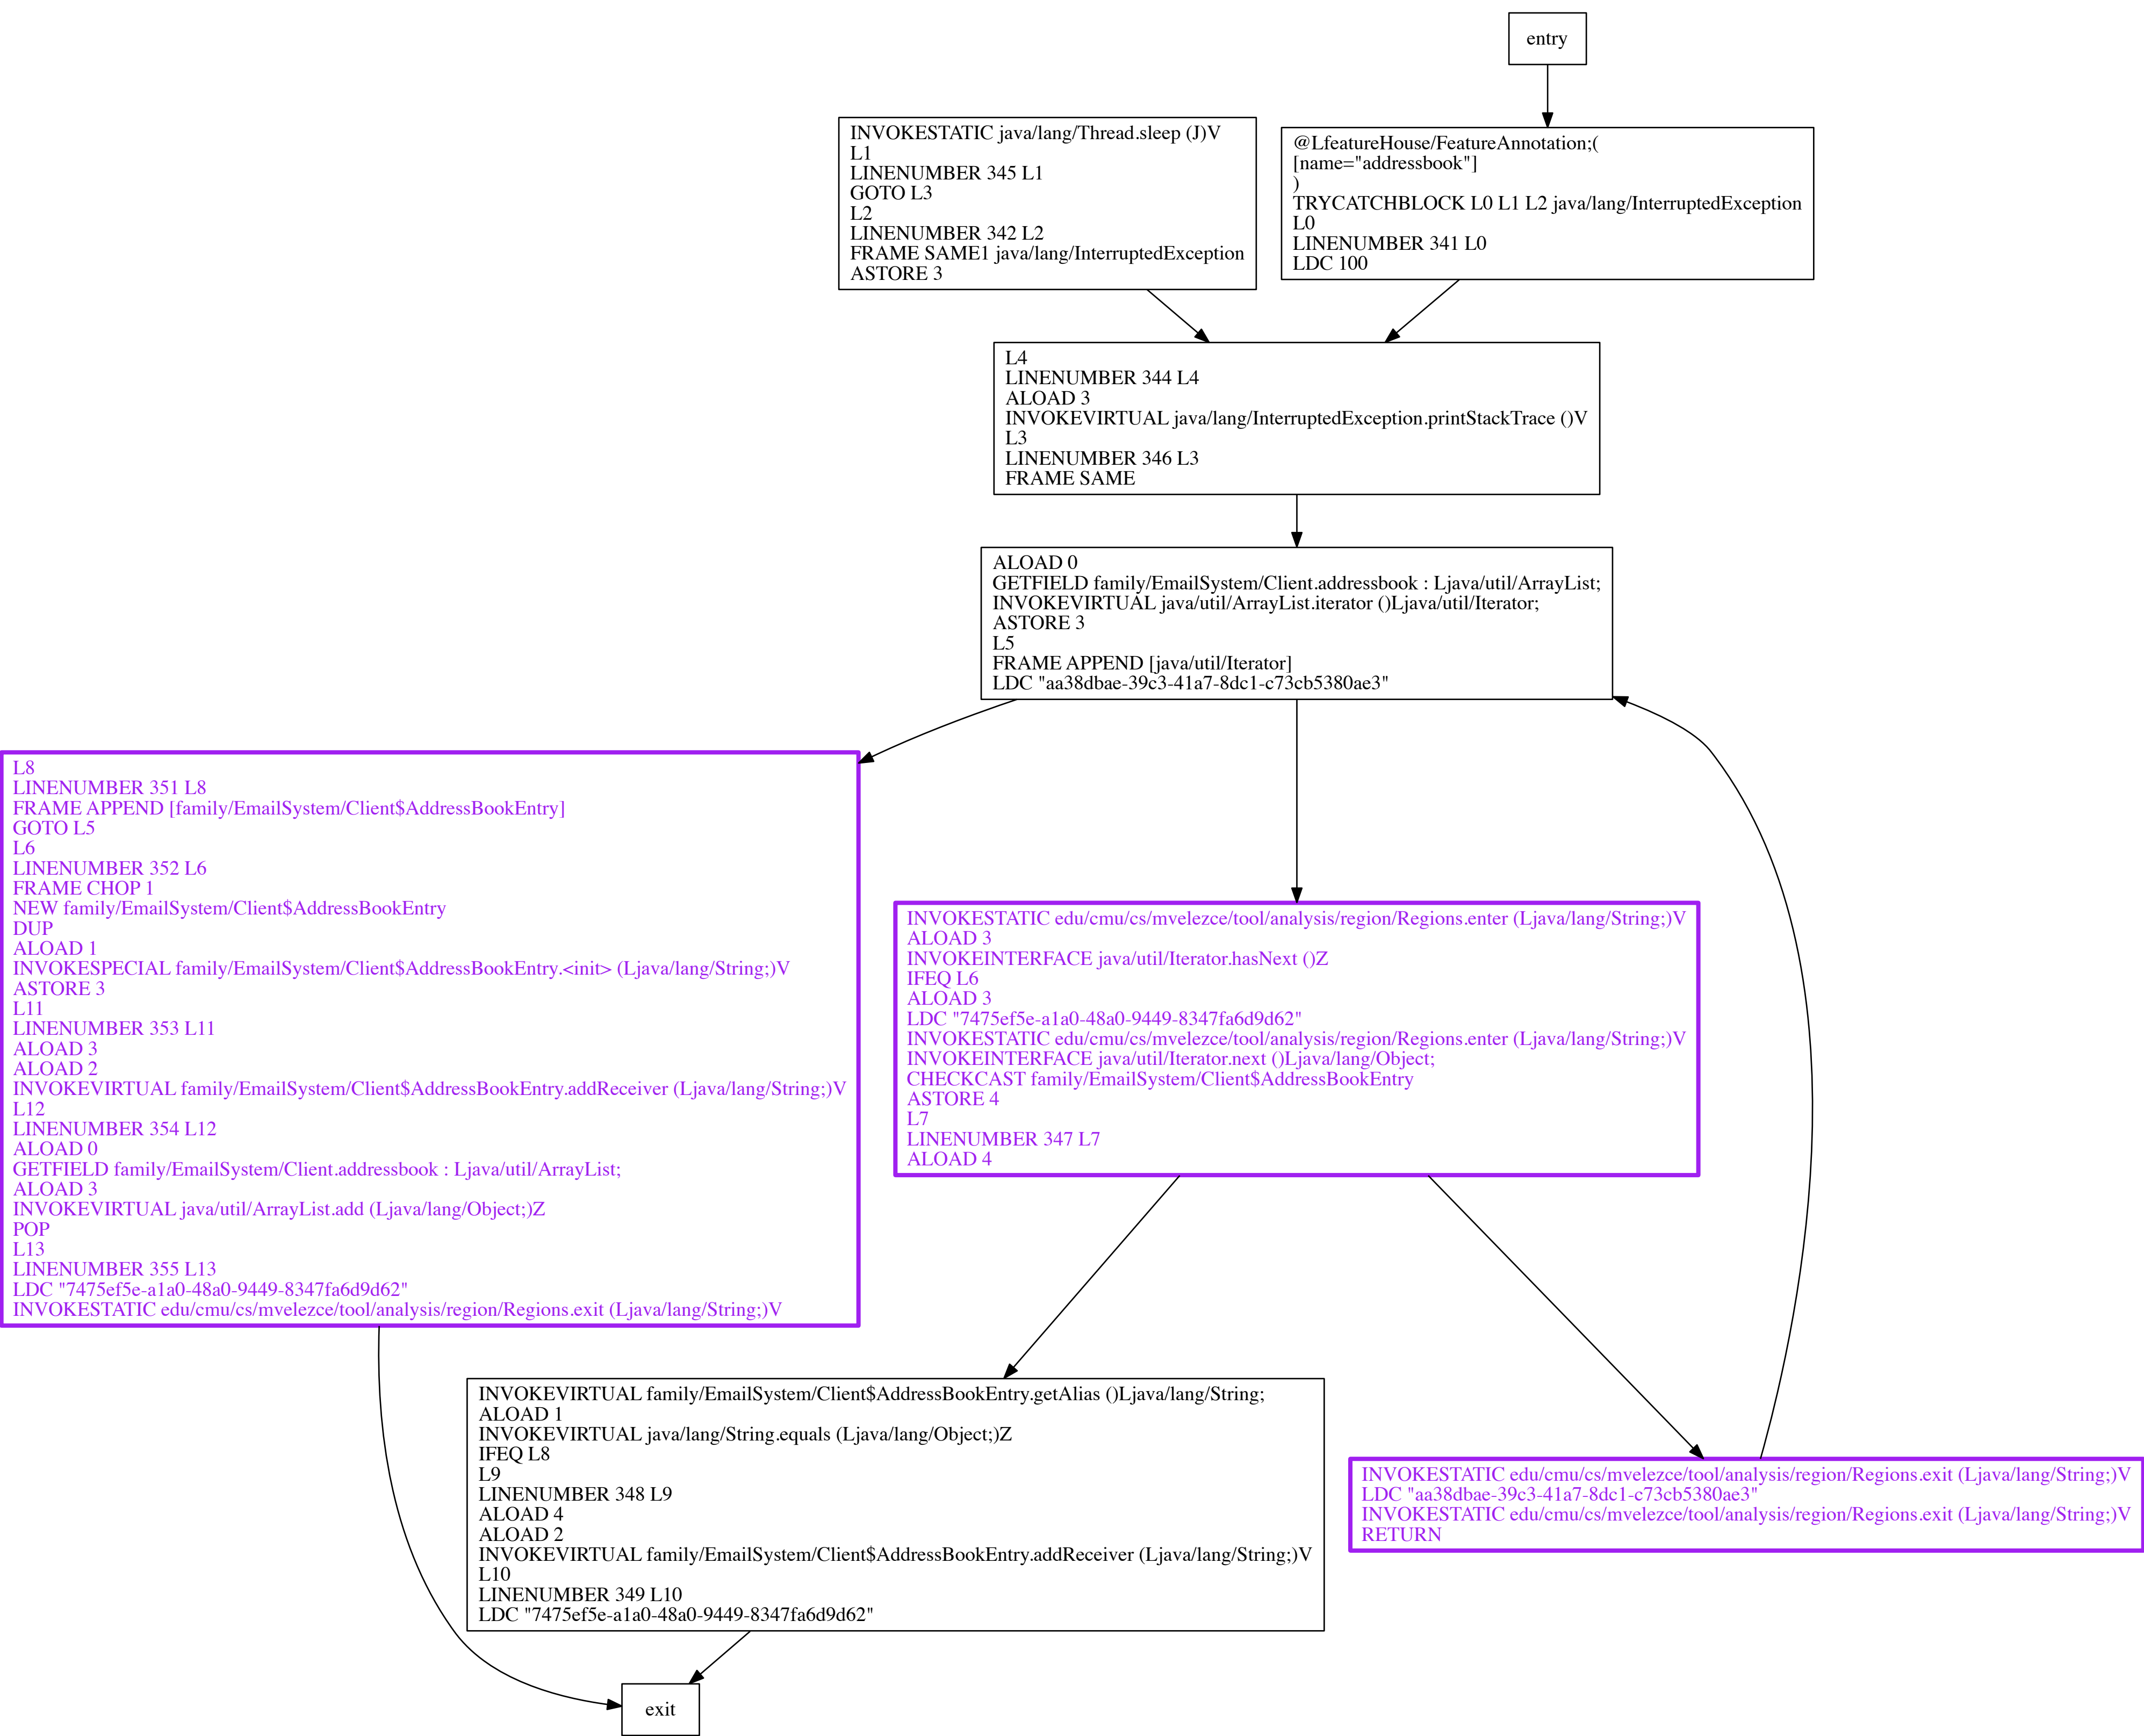 entry
INVOKESTATIC java/lang/Thread.sleep (J)V
L1
LINENUMBER 345 L1
GOTO L3
L2
LINENUMBER 342 L2
FRAME SAME1 java/lang/InterruptedException
ASTORE 3
@LfeatureHouse/FeatureAnnotation;(
[name="addressbook"]
)
TRYCATCHBLOCK L0 L1 L2 java/lang/InterruptedException
L0
LINENUMBER 341 L0
LDC 100
L4
LINENUMBER 344 L4
ALOAD 3
INVOKEVIRTUAL java/lang/InterruptedException.printStackTrace ()V
L3
LINENUMBER 346 L3
FRAME SAME
ALOAD 0
GETFIELD family/EmailSystem/Client.addressbook : Ljava/util/ArrayList;
INVOKEVIRTUAL java/util/ArrayList.iterator ()Ljava/util/Iterator;
ASTORE 3
L5
FRAME APPEND [java/util/Iterator]
LDC "aa38dbae-39c3-41a7-8dc1-c73cb5380ae3"
L8
LINENUMBER 351 L8
FRAME APPEND [family/EmailSystem/Client$AddressBookEntry]
GOTO L5
L6
LINENUMBER 352 L6
FRAME CHOP 1
NEW family/EmailSystem/Client$AddressBookEntry
DUP
ALOAD 1
INVOKESPECIAL family/EmailSystem/Client$AddressBookEntry.<init> (Ljava/lang/String;)V
ASTORE 3
L11
LINENUMBER 353 L11
ALOAD 3
ALOAD 2
INVOKEVIRTUAL family/EmailSystem/Client$AddressBookEntry.addReceiver (Ljava/lang/String;)V
L12
LINENUMBER 354 L12
ALOAD 0
GETFIELD family/EmailSystem/Client.addressbook : Ljava/util/ArrayList;
ALOAD 3
INVOKEVIRTUAL java/util/ArrayList.add (Ljava/lang/Object;)Z
POP
L13
LINENUMBER 355 L13
LDC "7475ef5e-a1a0-48a0-9449-8347fa6d9d62"
INVOKESTATIC edu/cmu/cs/mvelezce/tool/analysis/region/Regions.exit (Ljava/lang/String;)V
INVOKESTATIC edu/cmu/cs/mvelezce/tool/analysis/region/Regions.enter (Ljava/lang/String;)V
ALOAD 3
INVOKEINTERFACE java/util/Iterator.hasNext ()Z
IFEQ L6
ALOAD 3
LDC "7475ef5e-a1a0-48a0-9449-8347fa6d9d62"
INVOKESTATIC edu/cmu/cs/mvelezce/tool/analysis/region/Regions.enter (Ljava/lang/String;)V
INVOKEINTERFACE java/util/Iterator.next ()Ljava/lang/Object;
CHECKCAST family/EmailSystem/Client$AddressBookEntry
ASTORE 4
L7
LINENUMBER 347 L7
ALOAD 4
INVOKEVIRTUAL family/EmailSystem/Client$AddressBookEntry.getAlias ()Ljava/lang/String;
ALOAD 1
INVOKEVIRTUAL java/lang/String.equals (Ljava/lang/Object;)Z
IFEQ L8
L9
LINENUMBER 348 L9
ALOAD 4
ALOAD 2
INVOKEVIRTUAL family/EmailSystem/Client$AddressBookEntry.addReceiver (Ljava/lang/String;)V
L10
LINENUMBER 349 L10
LDC "7475ef5e-a1a0-48a0-9449-8347fa6d9d62"
INVOKESTATIC edu/cmu/cs/mvelezce/tool/analysis/region/Regions.exit (Ljava/lang/String;)V
LDC "aa38dbae-39c3-41a7-8dc1-c73cb5380ae3"
INVOKESTATIC edu/cmu/cs/mvelezce/tool/analysis/region/Regions.exit (Ljava/lang/String;)V
RETURN
exit